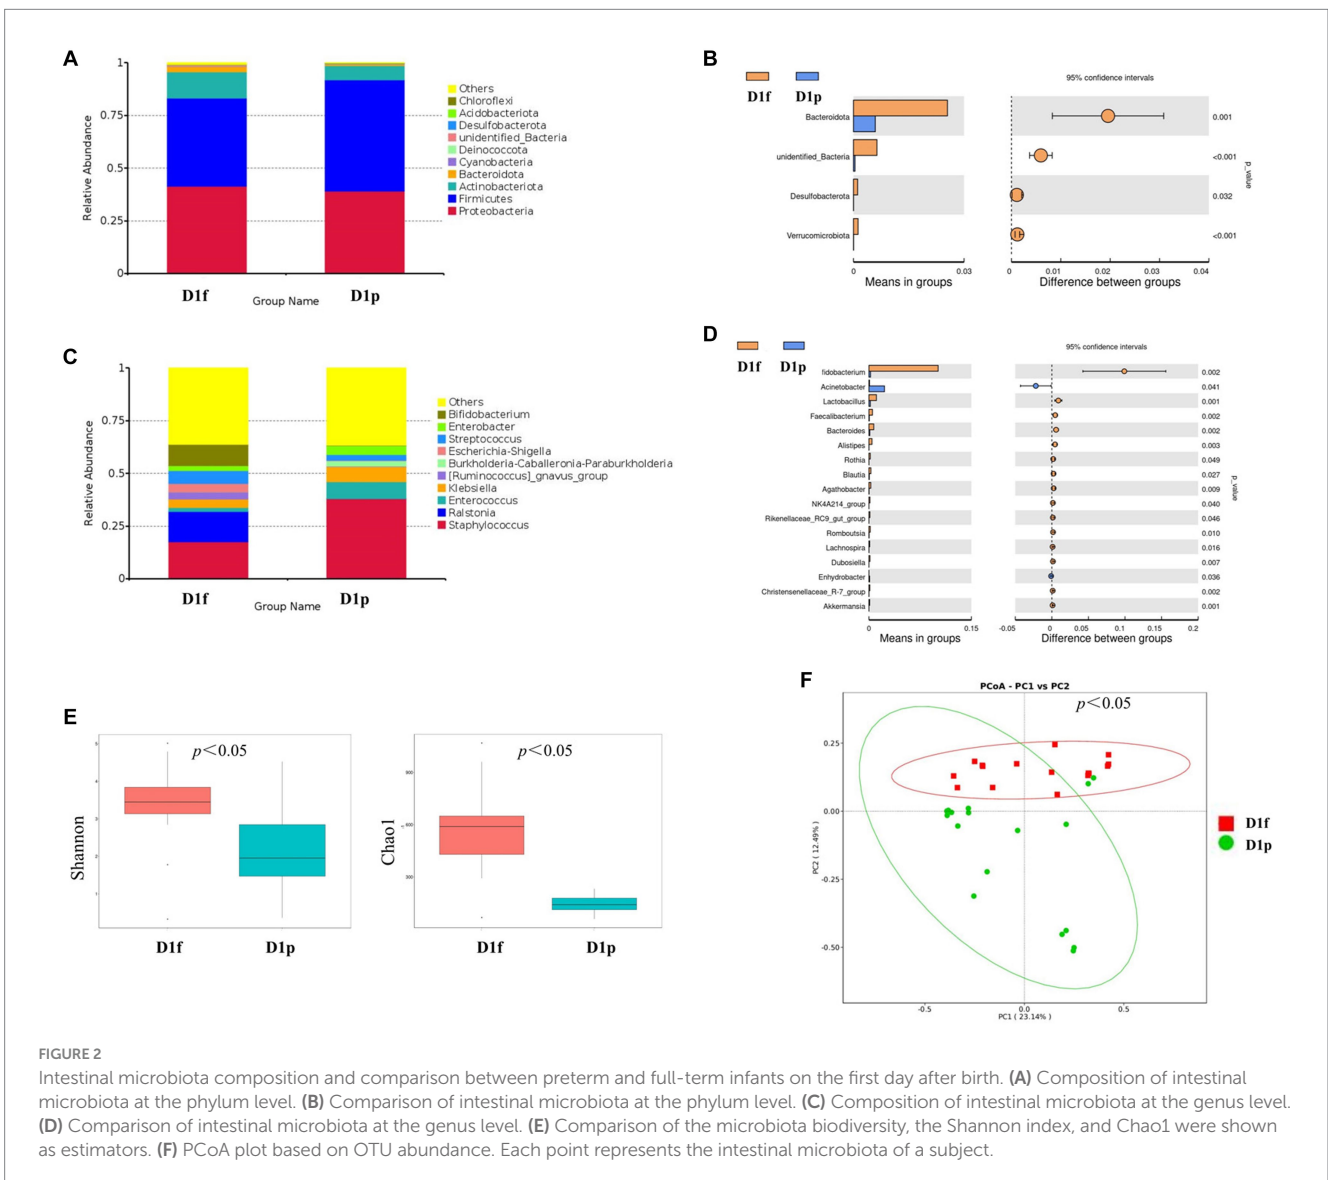 A
Relative Abundance
1
0.75
0.5
0.25
0
D1f
D1p
Group Name
Others
Chloroflexi
Acidobacteriota
Desulfobacterota
unidentified_Bacteria
Deinococcota
Cyanobacteria
Bacteroidota
Actinobacteriota
Firmicutes
Proteobacteria
B
D1f
D1p
95% confidence intervals
Bacteroidota
0.001
unidentified_Bacteria
<0.001
Desulfobacterota
0.032
Verrucomicrobiota
<0.001
p_value
0
0.03
Means in groups
0
0.01
0.02
0.03
0.04
Difference between groups
C
Relative Abundance
1
0.75
0.5
0.25
0
D1f
D1p
Group Name
Others
Bifidobacterium
Enterobacter
Streptococcus
Escherichia-Shigella
Burkholderia-Caballeronia-Paraburkholderia
[Ruminococcus]_gnavus_group
Klebsiella
Enterococcus
Ralstonia
Staphylococcus
D
D1f
D1p
95% confidence intervals
fidobacterium
0.002
Acinetobacter
0.041
Lactobacillus
0.001
Faecalibacterium
0.002
Bacteroides
0.002
Alistipes
0.003
Rothia
0.049
Blautia
0.027
Agathobacter
0.009
NK4A214_group
0.040
Rikenellaceae_RC9_gut_group
0.046
Romboutsia
0.010
Lachnospira
0.016
Dubosiella
0.007
Enhydrobacter
0.036
Christensenellaceae_R-7_group
0.002
Akkermansia
0.001
p_value
0
0.15
Means in groups
-0.05
0
0.05
0.1
0.15
0.2
Difference between groups
E
Shannon
p<0.05
5
4
3
2
1
D1f
D1p
Chao1
p<0.05
900
600
300
D1f
D1p
F
PCoA - PC1 vs PC2
p<0.05
PC2 ( 12.49% )
0.25
0.00
-0.25
-0.50
-0.5
0.0
0.5
PC1 ( 23.14% )
D1f
D1p
FIGURE 2
Intestinal microbiota composition and comparison between preterm and full-term infants on the first day after birth. (A) Composition of intestinal
microbiota at the phylum level. (B) Comparison of intestinal microbiota at the phylum level. (C) Composition of intestinal microbiota at the genus level.
(D) Comparison of intestinal microbiota at the genus level. (E) Comparison of the microbiota biodiversity, the Shannon index, and Chao1 were shown
as estimators. (F) PCoA plot based on OTU abundance. Each point represents the intestinal microbiota of a subject.